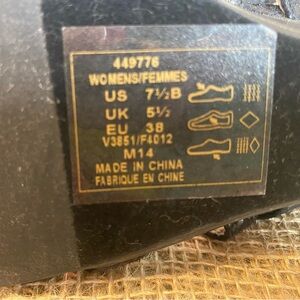 449776
WOMENS/FEMMES
US 7½B
UK 5½
EU 38
V3851/F4012
M14
MADE IN CHINA
FABRIQUE EN CHINE